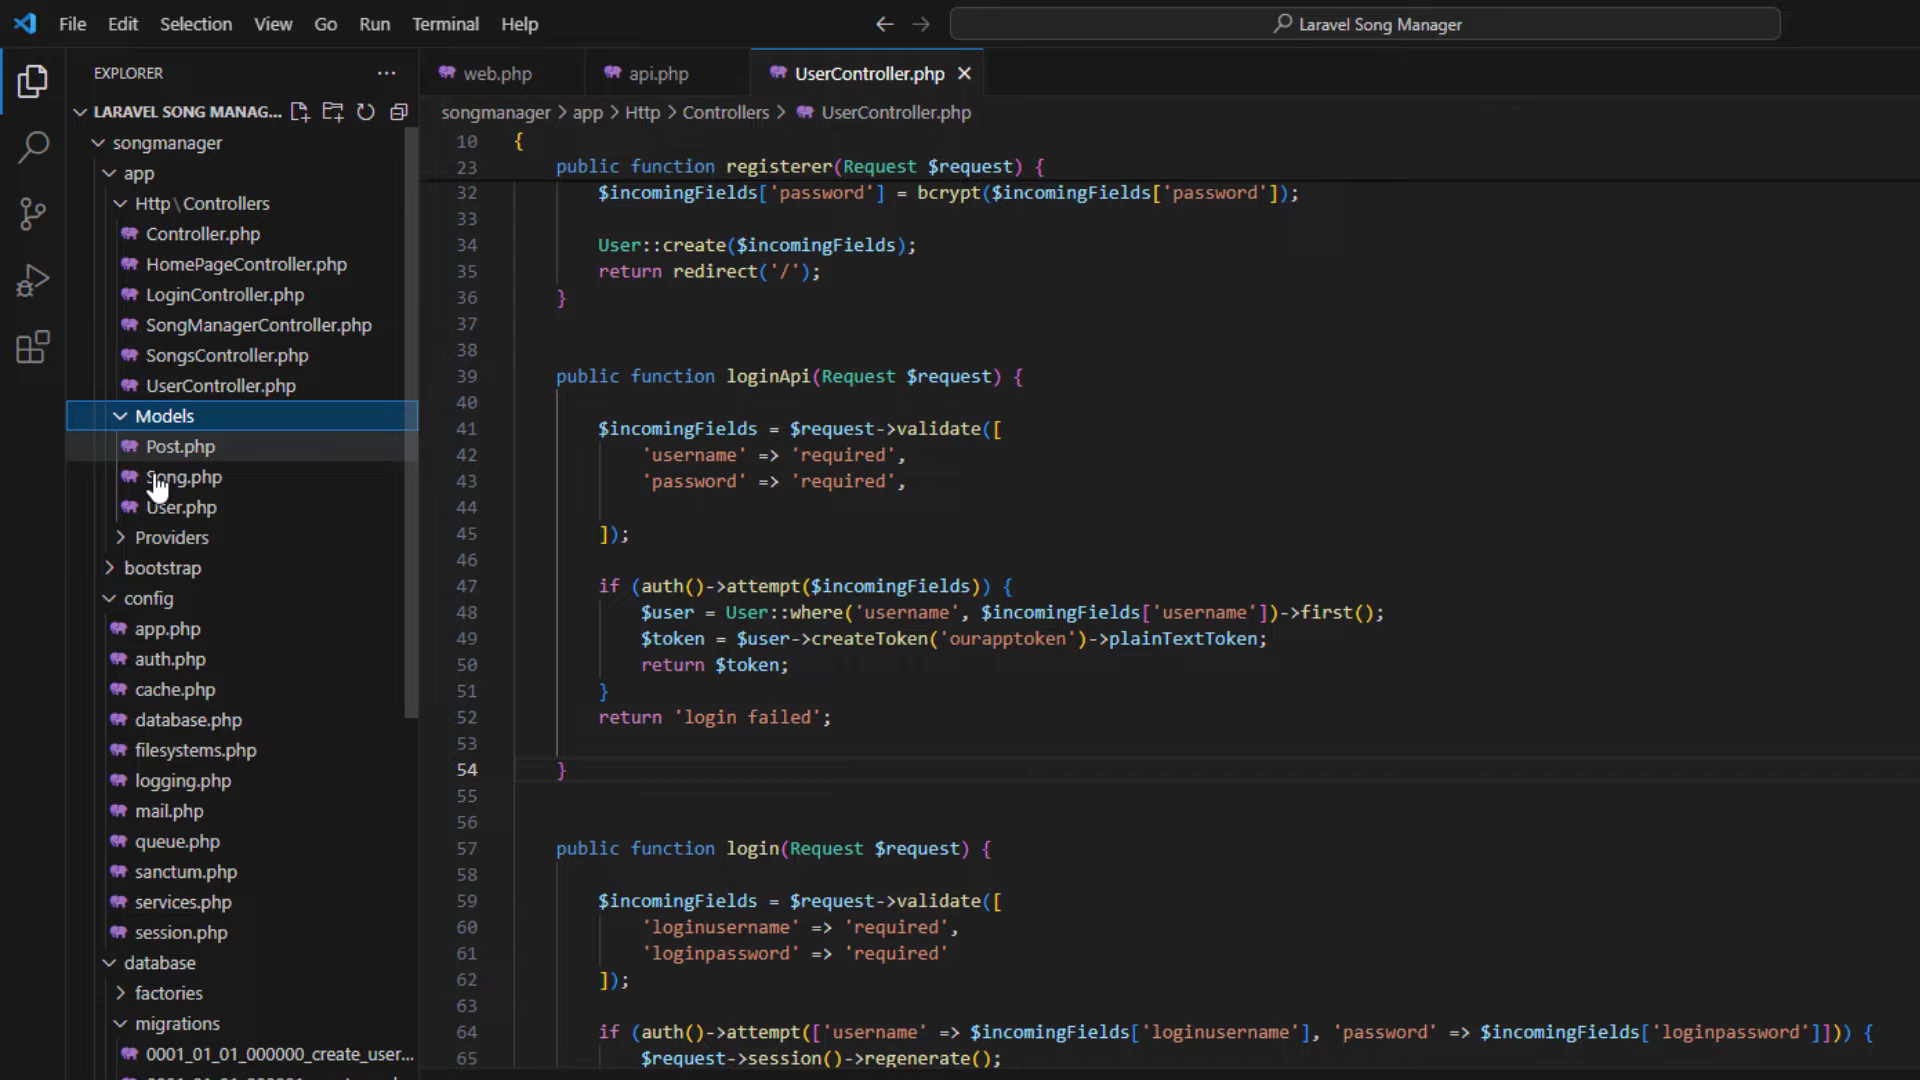 File Edit Selection View Go Run Terminal Help
Laravel Song Manager
EXPLORER
LARAVEL SONG MANAG...
songmanager
app
Http\Controllers
Controller.php
HomePageController.php
LoginController.php
SongManagerController.php
SongsController.php
UserController.php
Models
Post.php
Song.php
User.php
Providers
bootstrap
config
app.php
auth.php
cache.php
database.php
filesystems.php
logging.php
mail.php
queue.php
sanctum.php
services.php
session.php
database
factories
migrations
0001_01_01_000000_create_user...
web.php api.php UserController.php
songmanager > app > Http > Controllers > UserController.php
10 {
23 public function registerer(Request $request) {
32 $incomingFields['password'] = bcrypt($incomingFields['password']);
33
34 User::create($incomingFields);
35 return redirect('/');
36 }
37
38
39 public function loginApi(Request $request) {
40
41 $incomingFields = $request->validate([
42 'username' => 'required',
43 'password' => 'required',
44
45 ]);
46
47 if (auth()->attempt($incomingFields)) {
48 $user = User::where('username', $incomingFields['username'])->first();
49 $token = $user->createToken('ourapptoken')->plainTextToken;
50 return $token;
51 }
52 return 'login failed';
53
54 }
55
56
57 public function login(Request $request) {
58
59 $incomingFields = $request->validate([
60 'loginusername' => 'required',
61 'loginpassword' => 'required'
62 ]);
63
64 if (auth()->attempt(['username' => $incomingFields['loginusername'], 'password' => $incomingFields['loginpassword']])) {
65 $request->session()->regenerate();